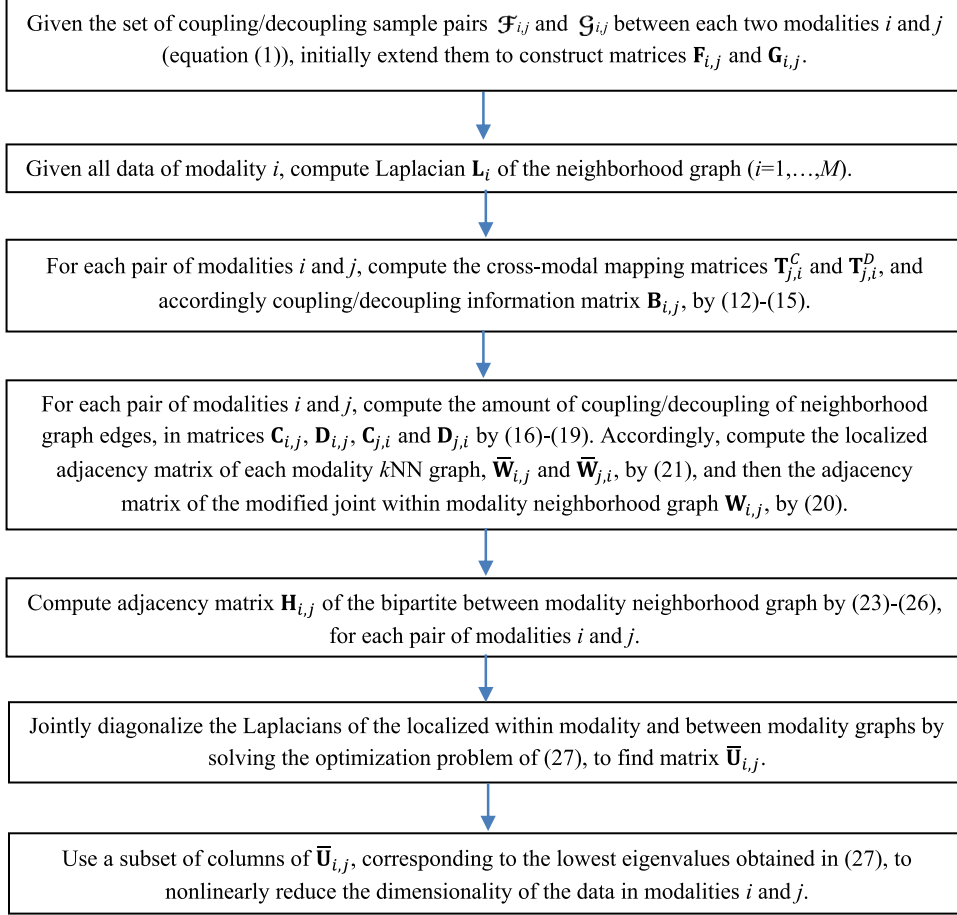 Given the set of coupling/decoupling sample pairs 𝓕i,j and 𝓖i,j between each two modalities i and j
(equation (1)), initially extend them to construct matrices 𝐅i,j and 𝐆i,j.
Given all data of modality i, compute Laplacian 𝐋i of the neighborhood graph (i=1,…,M).
For each pair of modalities i and j, compute the cross-modal mapping matrices 𝐓^C_j,i and 𝐓^D_j,i, and
accordingly coupling/decoupling information matrix 𝐁i,j, by (12)-(15).
For each pair of modalities i and j, compute the amount of coupling/decoupling of neighborhood
graph edges, in matrices 𝐂i,j, 𝐃i,j, 𝐂j,i and 𝐃j,i by (16)-(19). Accordingly, compute the localized
adjacency matrix of each modality kNN graph, 𝐖̅i,j and 𝐖̅j,i, by (21), and then the adjacency
matrix of the modified joint within modality neighborhood graph 𝐖i,j, by (20).
Compute adjacency matrix 𝐇i,j of the bipartite between modality neighborhood graph by (23)-(26),
for each pair of modalities i and j.
Jointly diagonalize the Laplacians of the localized within modality and between modality graphs by
solving the optimization problem of (27), to find matrix 𝐔̅i,j.
Use a subset of columns of 𝐔̅i,j, corresponding to the lowest eigenvalues obtained in (27), to
nonlinearly reduce the dimensionality of the data in modalities i and j.